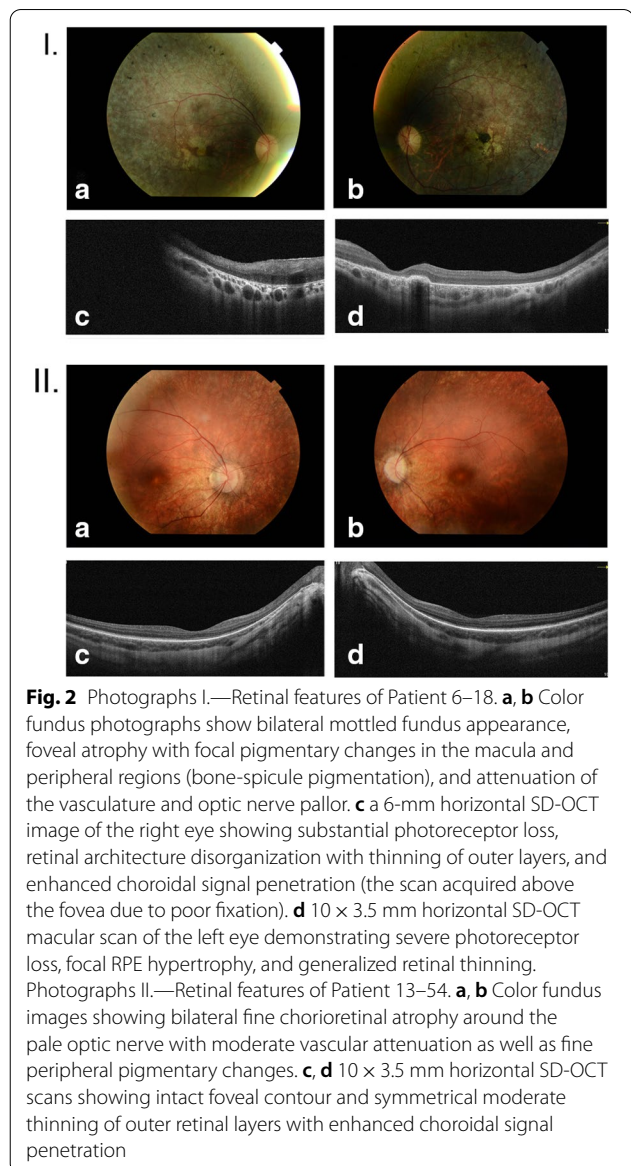 I.
a
b
c
d
II.
a
b
c
d
Fig. 2 Photographs I.—Retinal features of Patient 6–18. a, b Color
fundus photographs show bilateral mottled fundus appearance,
foveal atrophy with focal pigmentary changes in the macula and
peripheral regions (bone-spicule pigmentation), and attenuation of
the vasculature and optic nerve pallor. c a 6-mm horizontal SD-OCT
image of the right eye showing substantial photoreceptor loss,
retinal architecture disorganization with thinning of outer layers, and
enhanced choroidal signal penetration (the scan acquired above
the fovea due to poor fixation). d 10 × 3.5 mm horizontal SD-OCT
macular scan of the left eye demonstrating severe photoreceptor
loss, focal RPE hypertrophy, and generalized retinal thinning.
Photographs II.—Retinal features of Patient 13–54. a, b Color fundus
images showing bilateral fine chorioretinal atrophy around the
pale optic nerve with moderate vascular attenuation as well as fine
peripheral pigmentary changes. c, d 10 × 3.5 mm horizontal SD-OCT
scans showing intact foveal contour and symmetrical moderate
thinning of outer retinal layers with enhanced choroidal signal
penetration